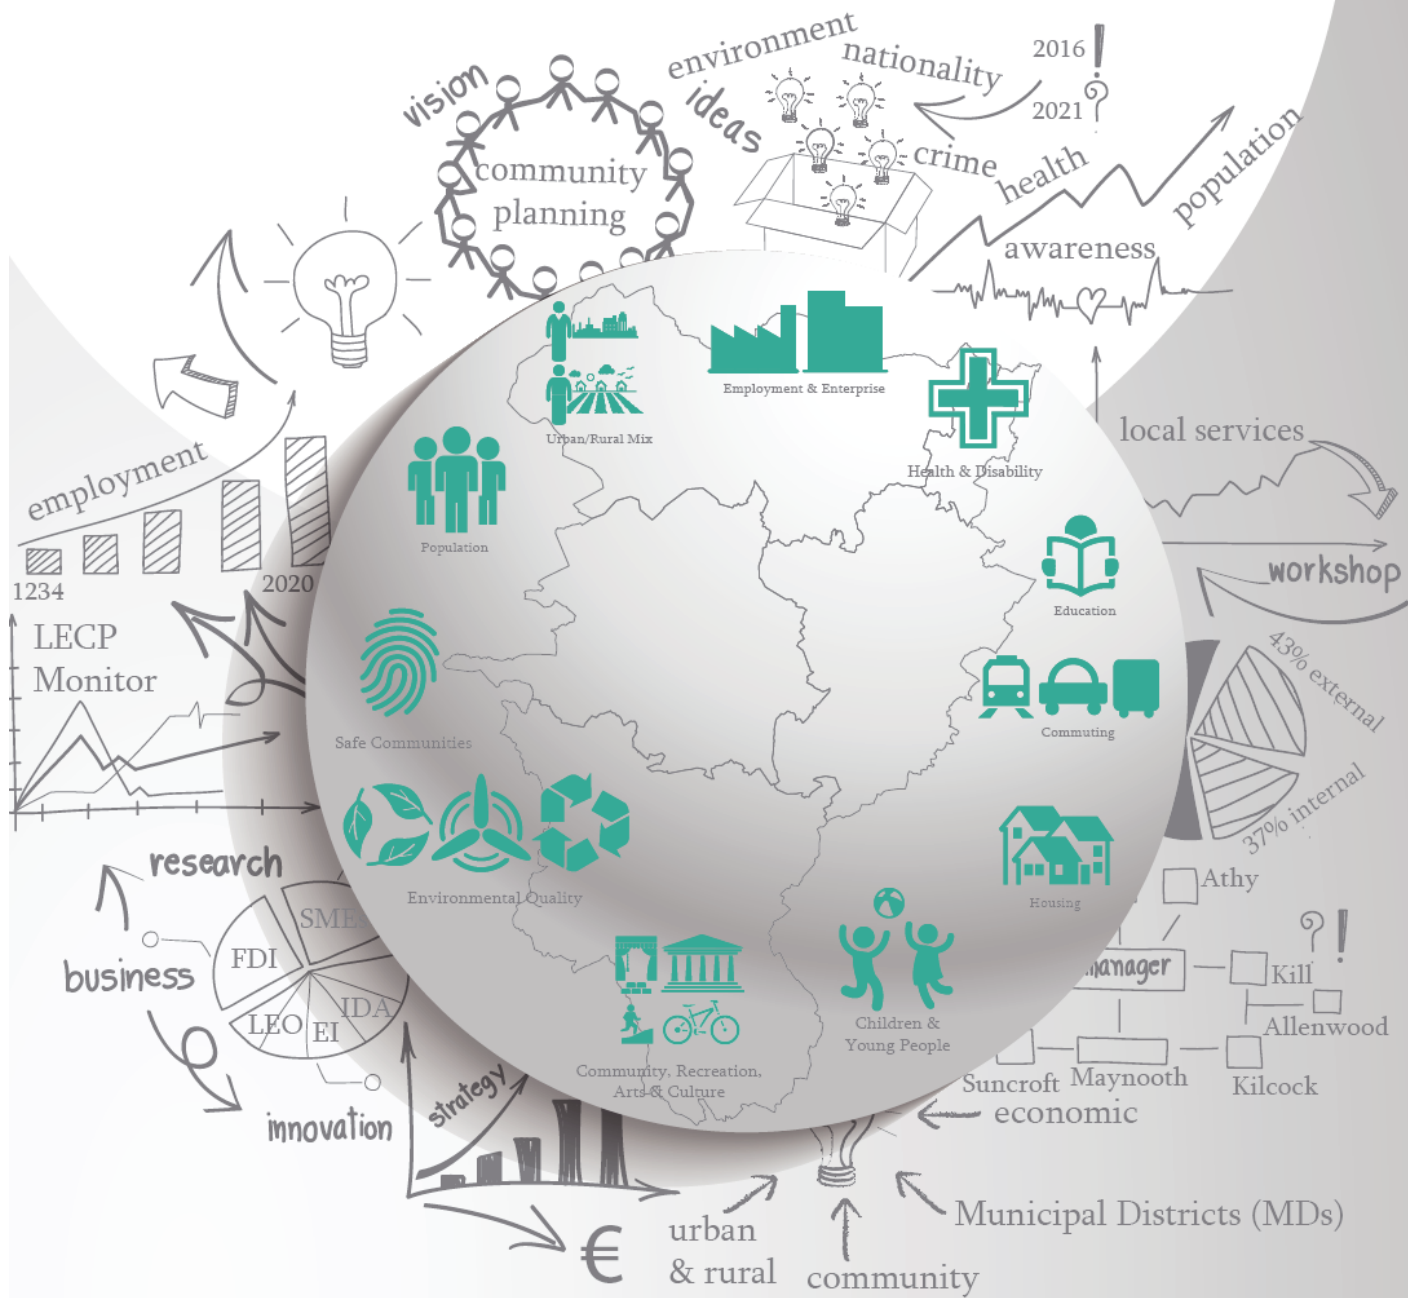 environment
nationality
2016
vision
ideas
2021
community
planning
crime
health
population
awareness
Employment & Enterprise
Urban/Rural Mix
local services
employment
Health & Disability
Population
workshop
1234
2020
Education
LECP
Monitor
43% external
Safe Communities
Commuting
37% internal
research
Environmental Quality
Housing
Athy
SMEs
FDI
business
manager
Kill
IDA
LEO
EI
Children &
Young People
Allenwood
Community, Recreation,
Arts & Culture
strategy
Suncroft
Maynooth
Kilcock
innovation
economic
Municipal Districts (MDs)
€
urban
& rural
community